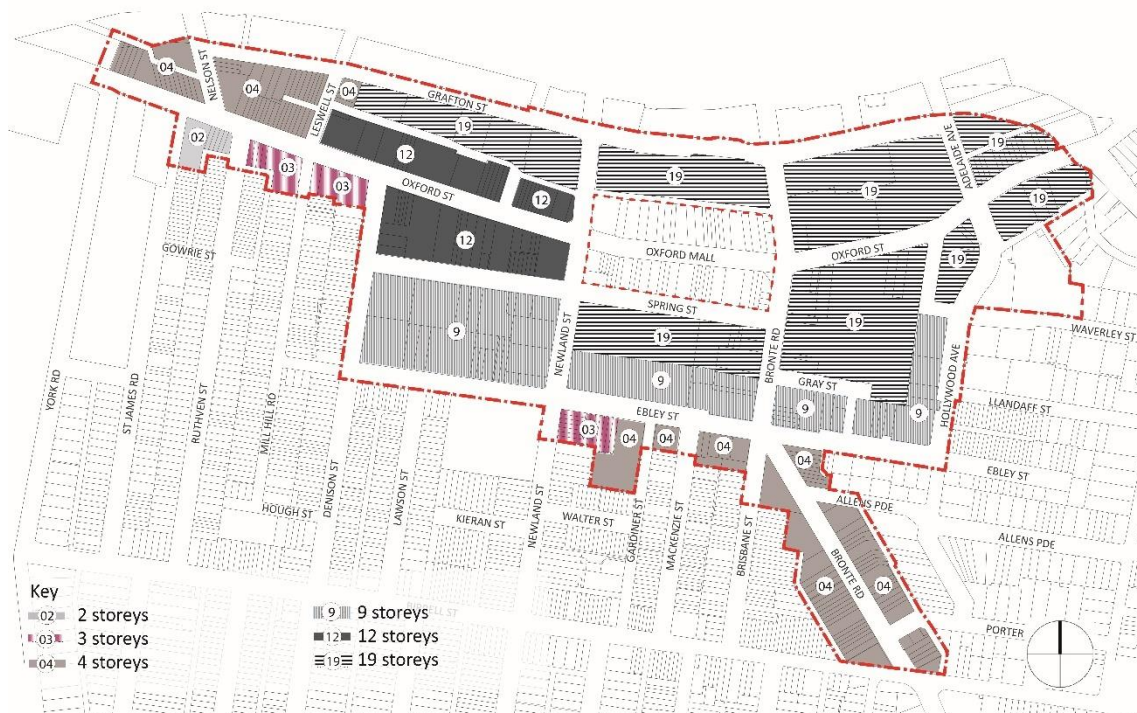 NELSON ST
04
04
LESWELL ST
04
GRAFTON ST
19
02
03
03
12
OXFORD ST
12
12
19
19
ADELAIDE AVE
19
19
OXFORD MALL
OXFORD ST
19
GOWRIE ST
SPRING ST
19
9
NEWLAND ST
19
BRONTE RD
WAVERLEY ST
YORK RD
ST JAMES RD
RUTHVEN ST
MILL HILL RD
9
GRAY ST
9
9
HOLLYWOOD AVE
LLANDAFF ST
EBLEY ST
03
04
04
04
04
EBLEY ST
DENISON ST
LAWSON ST
HOUGH ST
KIERAN ST
NEWLAND ST
WALTER ST
GARDINER ST
MACKENZIE ST
BRISBANE ST
ALLENS PDE
ALLENS PDE
BRONTE RD
04
04
PORTER
Key
02 2 storeys
03 3 storeys
04 4 storeys
9 9 storeys
12 12 storeys
19 19 storeys